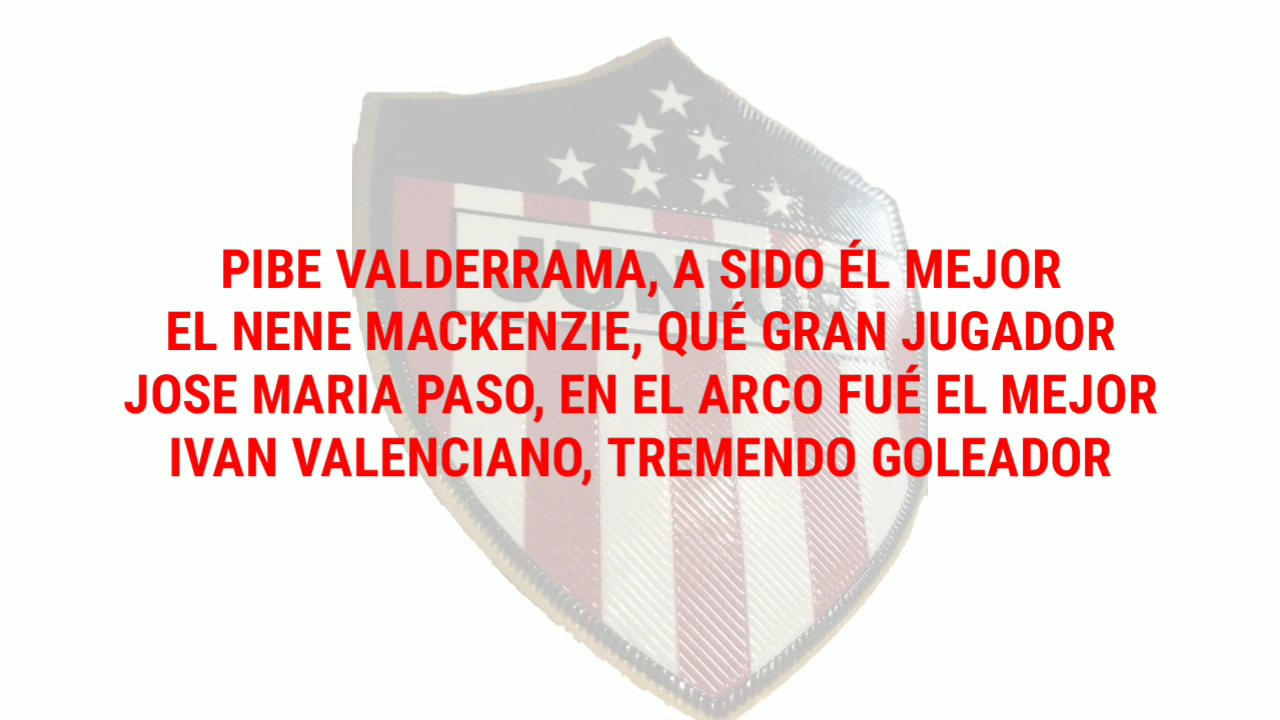 JUNIOR
PIBE VALDERRAMA, A SIDO ÉL MEJOR
EL NENE MACKENZIE, QUÉ GRAN JUGADOR
JOSE MARIA PASO, EN EL ARCO FUÉ EL MEJOR
IVAN VALENCIANO, TREMENDO GOLEADOR